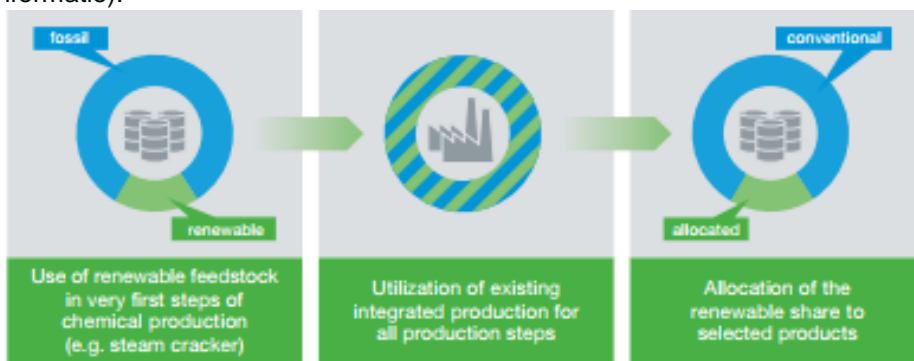 fossil
renewable
Use of renewable feedstock
in very first steps of
chemical production
(e.g. steam cracker)
Utilization of existing
integrated production for
all production steps
conventional
allocated
Allocation of the
renewable share to
selected products